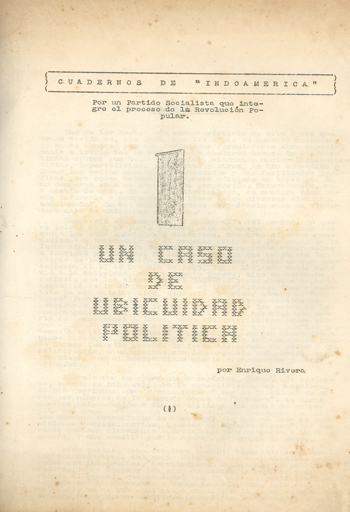 CUADERNOS DE "INDOAMERICA"
Por un Partido Socialista que inte-
gre el proceso de la Revolución Po-
pular.
1
UN CASO
DE
UBICUIDAD
POLITICA
por Enrique Rivera